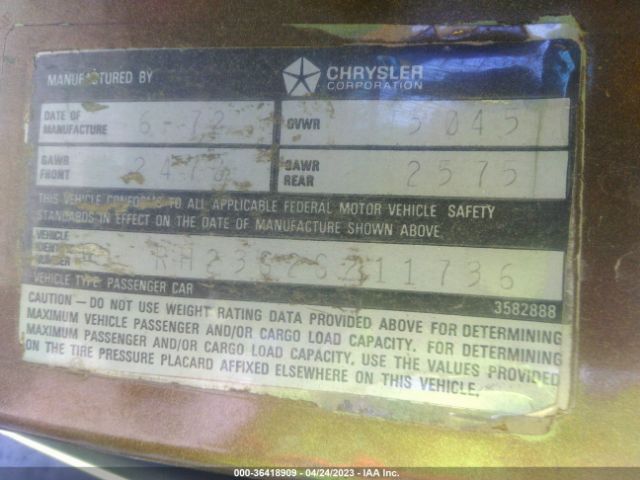 MANUFACTURED BY CHRYSLER
CORPORATION
DATE OF
MANUFACTURE 6-72 GVWR 5045
GAWR
FRONT GAWR
REAR 2575
THIS VEHICLE CONFORMS TO ALL APPLICABLE FEDERAL MOTOR VEHICLE SAFETY
STANDARDS IN EFFECT ON THE DATE OF MANUFACTURE SHOWN ABOVE.
VEHICLE
NUMBER
VEHICLE TYPE: PASSENGER CAR 3582888
CAUTION — DO NOT USE WEIGHT RATING DATA PROVIDED ABOVE FOR DETERMINING
MAXIMUM VEHICLE PASSENGER AND/OR CARGO LOAD CAPACITY. FOR DETERMINING
MAXIMUM PASSENGER AND/OR CARGO LOAD CAPACITY, USE THE VALUES PROVIDED
ON THE TIRE PRESSURE PLACARD AFFIXED ELSEWHERE ON THIS VEHICLE.
000-36418909 - 04/24/2023 - IAA Inc.